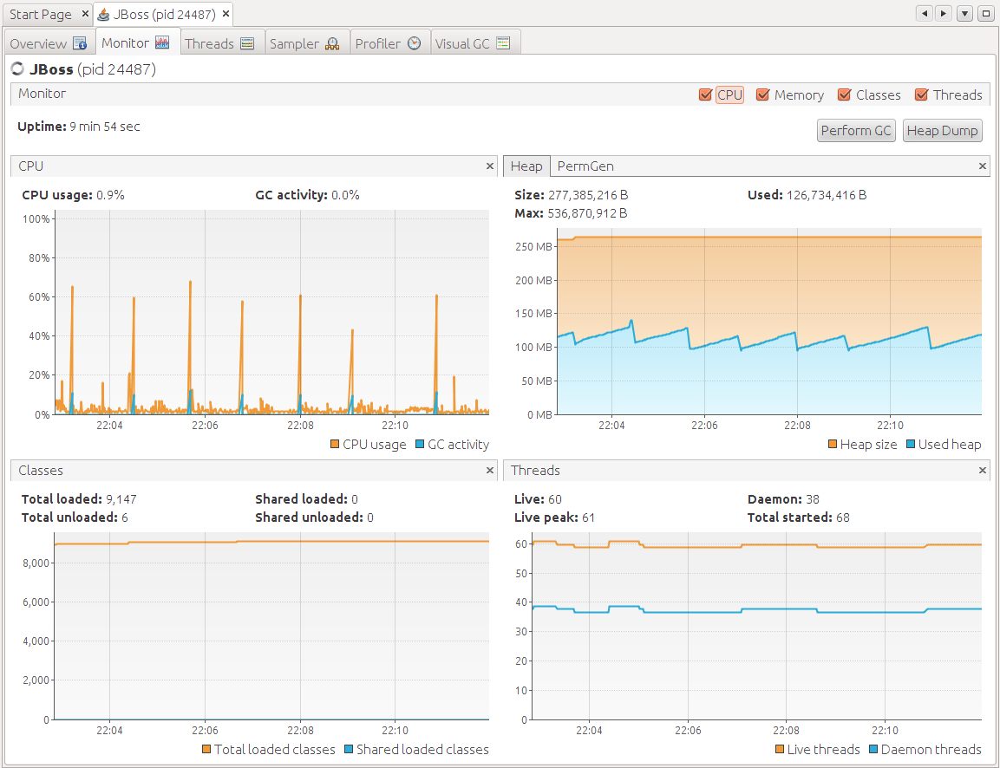 Start Page × JBoss (pid 24487) ×
Overview Monitor Threads Sampler Profiler Visual GC
JBoss (pid 24487)
Monitor CPU Memory Classes Threads
Uptime: 9 min 54 sec
Perform GC Heap Dump
CPU ×
CPU usage: 0.9% GC activity: 0.0%
100%
80%
60%
40%
20%
0%
22:04 22:06 22:08 22:10
CPU usage GC activity
Heap PermGen ×
Size: 277,385,216 B Used: 126,734,416 B
Max: 536,870,912 B
250 MB
200 MB
150 MB
100 MB
50 MB
0 MB
22:04 22:06 22:08 22:10
Heap size Used heap
Classes ×
Total loaded: 9,147 Shared loaded: 0
Total unloaded: 6 Shared unloaded: 0
8,000
6,000
4,000
2,000
0
22:04 22:06 22:08 22:10
Total loaded classes Shared loaded classes
Threads ×
Live: 60 Daemon: 38
Live peak: 61 Total started: 68
60
50
40
30
20
10
0
22:04 22:06 22:08 22:10
Live threads Daemon threads